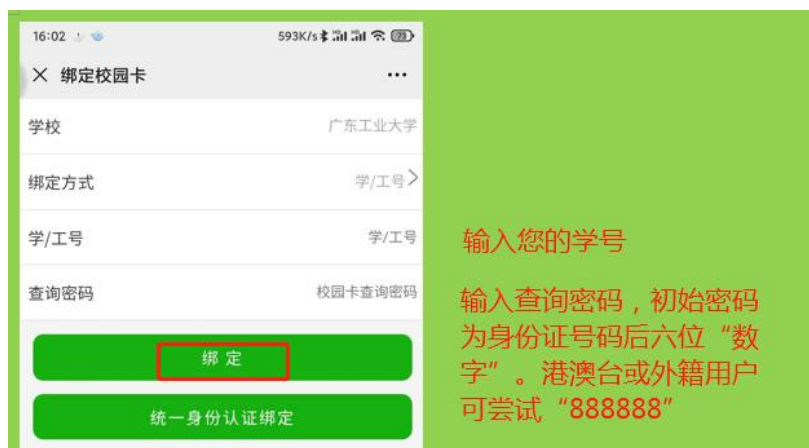 16:02
593K/s
73
绑定校园卡
学校
广东工业大学
绑定方式
学/工号
学/工号
学/工号
查询密码
校园卡查询密码
绑 定
统一身份认证绑定
输入您的学号
输入查询密码，初始密码
为身份证号码后六位“数
字”。港澳台或外籍用户
可尝试“888888”